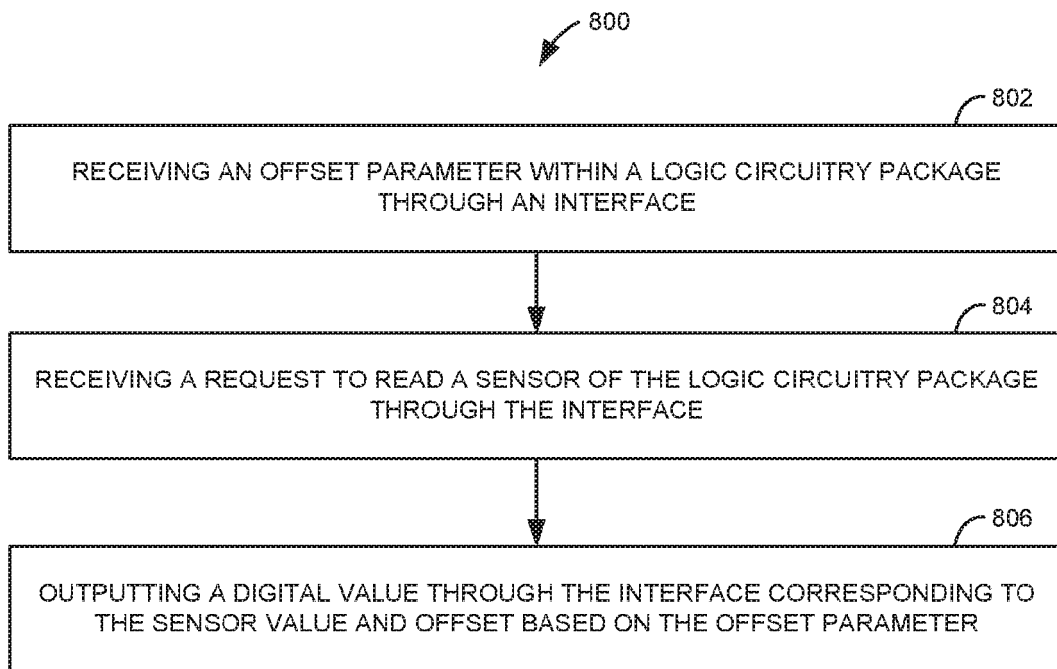 800
802
RECEIVING AN OFFSET PARAMETER WITHIN A LOGIC CIRCUITRY PACKAGE
THROUGH AN INTERFACE
804
RECEIVING A REQUEST TO READ A SENSOR OF THE LOGIC CIRCUITRY PACKAGE
THROUGH THE INTERFACE
806
OUTPUTTING A DIGITAL VALUE THROUGH THE INTERFACE CORRESPONDING TO
THE SENSOR VALUE AND OFFSET BASED ON THE OFFSET PARAMETER